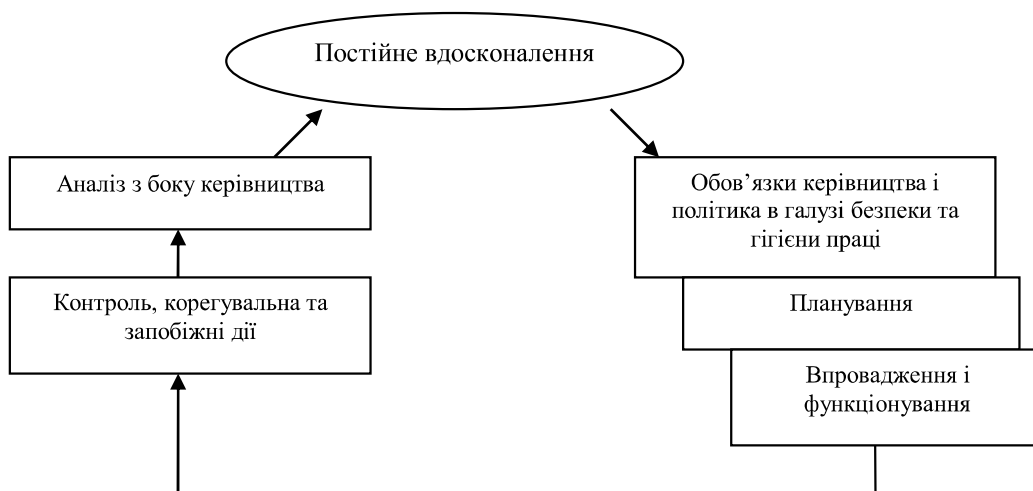 Постійне вдосконалення
Аналіз з боку керівництва
Обов’язки керівництва і
політика в галузі безпеки та
гігієни праці
Контроль, корегувальна та
запобіжні дії
Планування
Впровадження і
функціонування